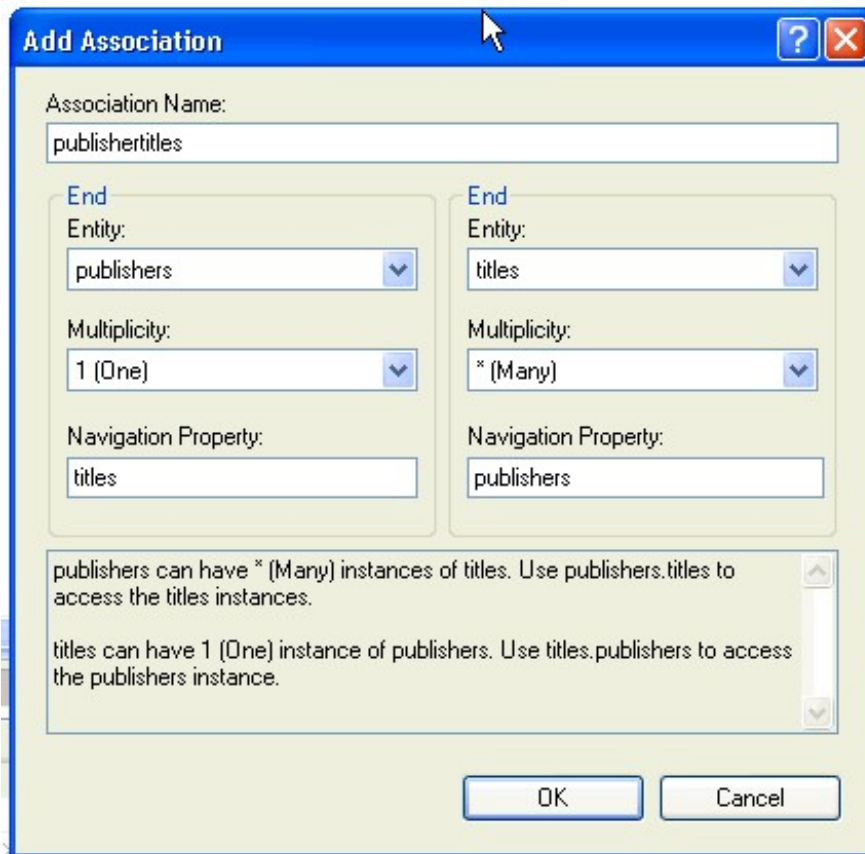 Add Association
Association Name:
publishertitles
End
Entity:
publishers
Multiplicity:
1 (One)
Navigation Property:
titles
End
Entity:
titles
Multiplicity:
* (Many)
Navigation Property:
publishers
publishers can have * (Many) instances of titles. Use publishers.titles to
access the titles instances.
titles can have 1 (One) instance of publishers. Use titles.publishers to access
the publishers instance.
OK
Cancel